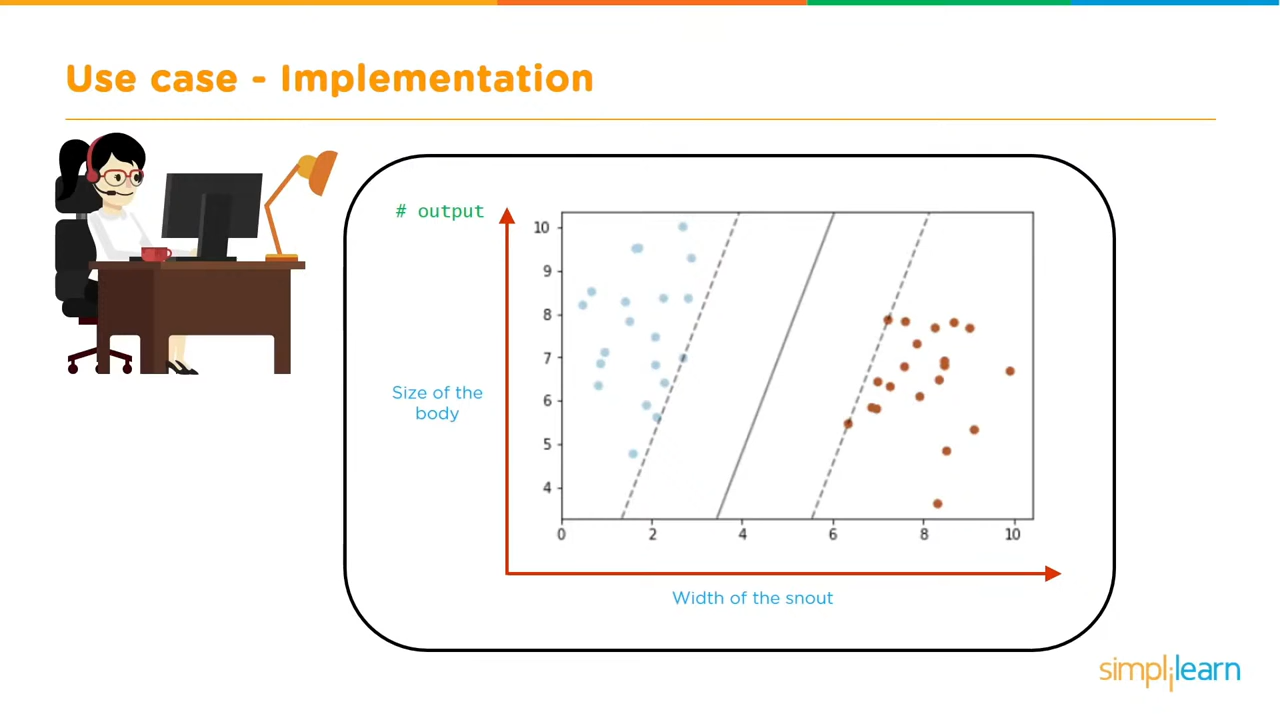 Use case - Implementation
# output
10
9
8
7
6
5
4
Size of the
body
0 2 4 6 8 10
Width of the snout
simplilearn